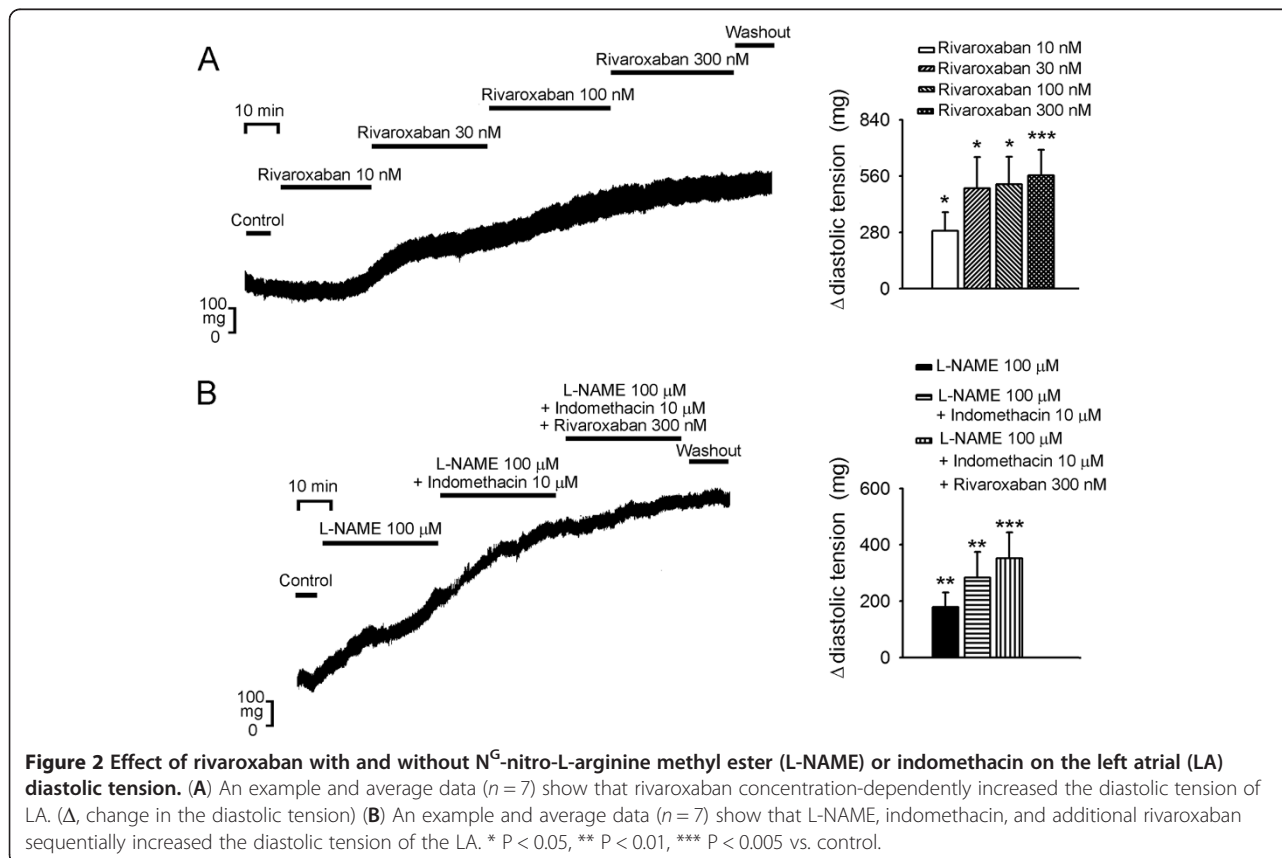 A
Washout
Rivaroxaban 300 nM
Rivaroxaban 100 nM
10 min
Rivaroxaban 30 nM
Rivaroxaban 10 nM
Control
100
mg
0
Rivaroxaban 10 nM
Rivaroxaban 30 nM
Rivaroxaban 100 nM
Rivaroxaban 300 nM
Δ diastolic tension (mg)
840
560
280
0
*
*
*
***
B
L-NAME 100 μM
+ Indomethacin 10 μM
+ Rivaroxaban 300 nM
Washout
L-NAME 100 μM
+ Indomethacin 10 μM
10 min
L-NAME 100 μM
Control
100
mg
0
L-NAME 100 μM
L-NAME 100 μM
+ Indomethacin 10 μM
L-NAME 100 μM
+ Indomethacin 10 μM
+ Rivaroxaban 300 nM
Δ diastolic tension (mg)
600
400
200
0
**
**
***
Figure 2 Effect of rivaroxaban with and without Nᴳ-nitro-L-arginine methyl ester (L-NAME) or indomethacin on the left atrial (LA)
diastolic tension. (A) An example and average data (n = 7) show that rivaroxaban concentration-dependently increased the diastolic tension of
LA. (Δ, change in the diastolic tension) (B) An example and average data (n = 7) show that L-NAME, indomethacin, and additional rivaroxaban
sequentially increased the diastolic tension of the LA. * P < 0.05, ** P < 0.01, *** P < 0.005 vs. control.